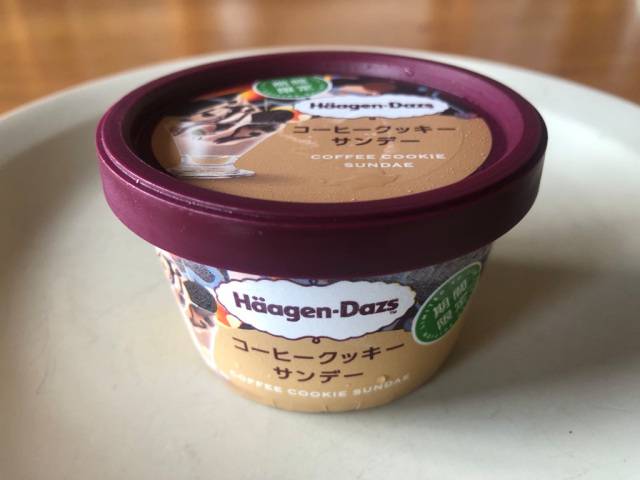 期間
限定
Häagen-Dazs
コーヒークッキー
サンデー
COFFEE COOKIE
SUNDAE
Häagen-Dazs™
期間
限定
コーヒークッキー
サンデー
COFFEE COOKIE SUNDAE